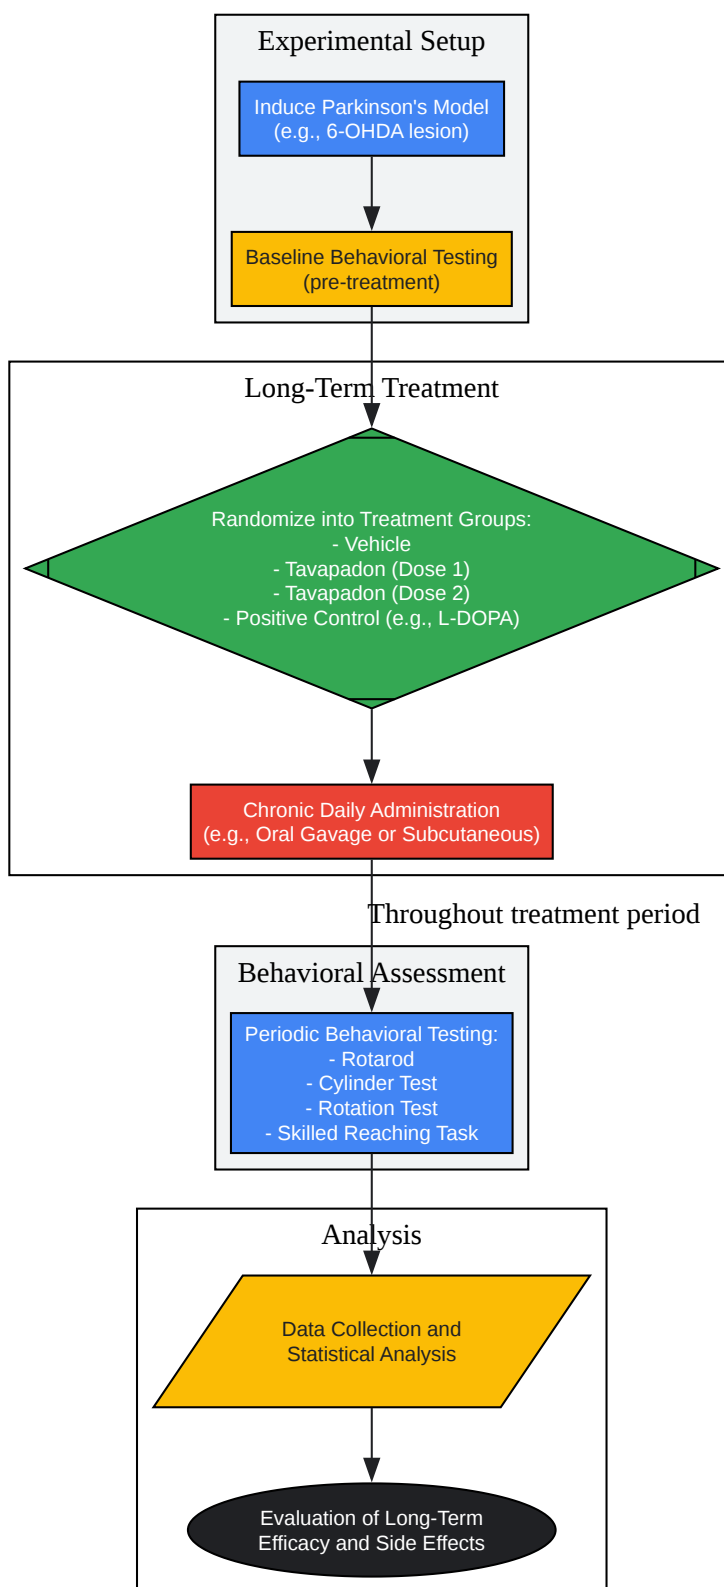 Experimental Setup
Induce Parkinson's Model
(e.g., 6-OHDA lesion)
Baseline Behavioral Testing
(pre-treatment)
Long-Term Treatment
Randomize into Treatment Groups:
- Vehicle
- Tavapadon (Dose 1)
- Tavapadon (Dose 2)
- Positive Control (e.g., L-DOPA)
Chronic Daily Administration
(e.g., Oral Gavage or Subcutaneous)
Throughout treatment period
Behavioral Assessment
Periodic Behavioral Testing:
- Rotarod
- Cylinder Test
- Rotation Test
- Skilled Reaching Task
Analysis
Data Collection and
Statistical Analysis
Evaluation of Long-Term
Efficacy and Side Effects